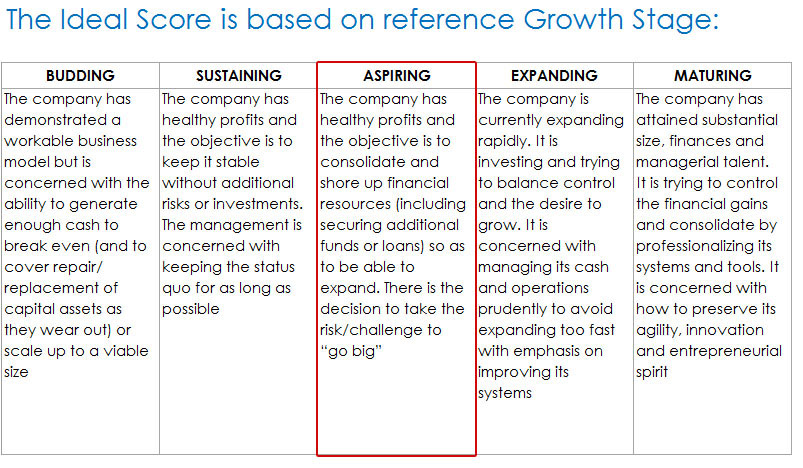 The Ideal Score is based on reference Growth Stage:
BUDDING
The company has
demonstrated a
workable business
model but is
concerned with the
ability to generate
enough cash to
break even (and to
cover repair/
replacement of
capital assets as
they wear out) or
scale up to a viable
size
SUSTAINING
The company has
healthy profits and
the objective is to
keep it stable
without additional
risks or investments.
The management is
concerned with
keeping the status
quo for as long as
possible
ASPIRING
The company has
healthy profits and
the objective is to
consolidate and
shore up financial
resources (including
securing additional
funds or loans) so as
to be able to
expand. There is the
decision to take the
risk/challenge to
“go big”
EXPANDING
The company is
currently expanding
rapidly. It is
investing and trying
to balance control
and the desire to
grow. It is
concerned with
managing its cash
and operations
prudently to avoid
expanding too fast
with emphasis on
improving its
systems
MATURING
The company has
attained substantial
size, finances and
managerial talent.
It is trying to control
the financial gains
and consolidate by
professionalizing its
systems and tools. It
is concerned with
how to preserve its
agility, innovation
and entrepreneurial
spirit